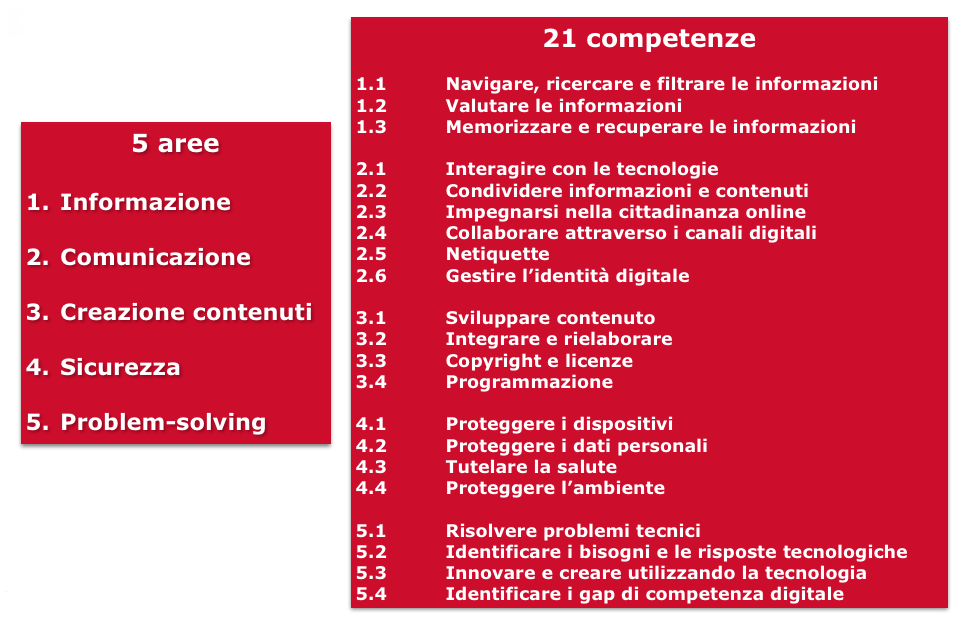 5 aree
1. Informazione
2. Comunicazione
3. Creazione contenuti
4. Sicurezza
5. Problem-solving
21 competenze
1.1 Navigare, ricercare e filtrare le informazioni
1.2 Valutare le informazioni
1.3 Memorizzare e recuperare le informazioni
2.1 Interagire con le tecnologie
2.2 Condividere informazioni e contenuti
2.3 Impegnarsi nella cittadinanza online
2.4 Collaborare attraverso i canali digitali
2.5 Netiquette
2.6 Gestire l’identità digitale
3.1 Sviluppare contenuto
3.2 Integrare e rielaborare
3.3 Copyright e licenze
3.4 Programmazione
4.1 Proteggere i dispositivi
4.2 Proteggere i dati personali
4.3 Tutelare la salute
4.4 Proteggere l’ambiente
5.1 Risolvere problemi tecnici
5.2 Identificare i bisogni e le risposte tecnologiche
5.3 Innovare e creare utilizzando la tecnologia
5.4 Identificare i gap di competenza digitale